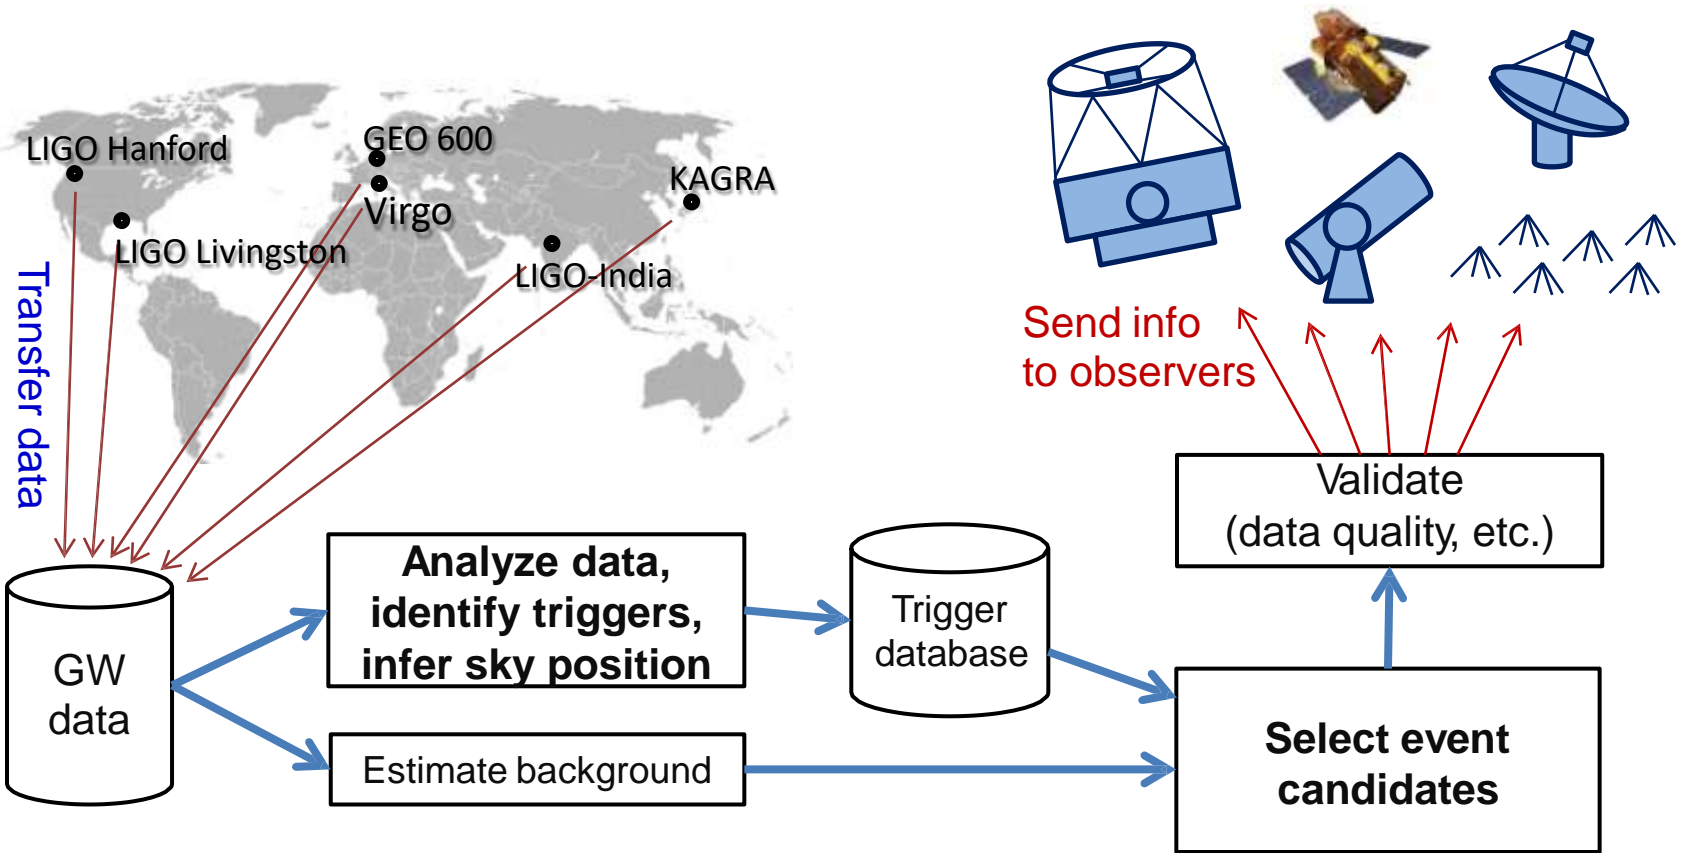 LIGO Hanford
GEO 600
KAGRA
Virgo
LIGO Livingston
LIGO-India
Transfer data
Send info
to observers
Validate
(data quality, etc.)
Analyze data,
identify triggers,
infer sky position
Trigger
database
GW
data
Estimate background
Select event
candidates